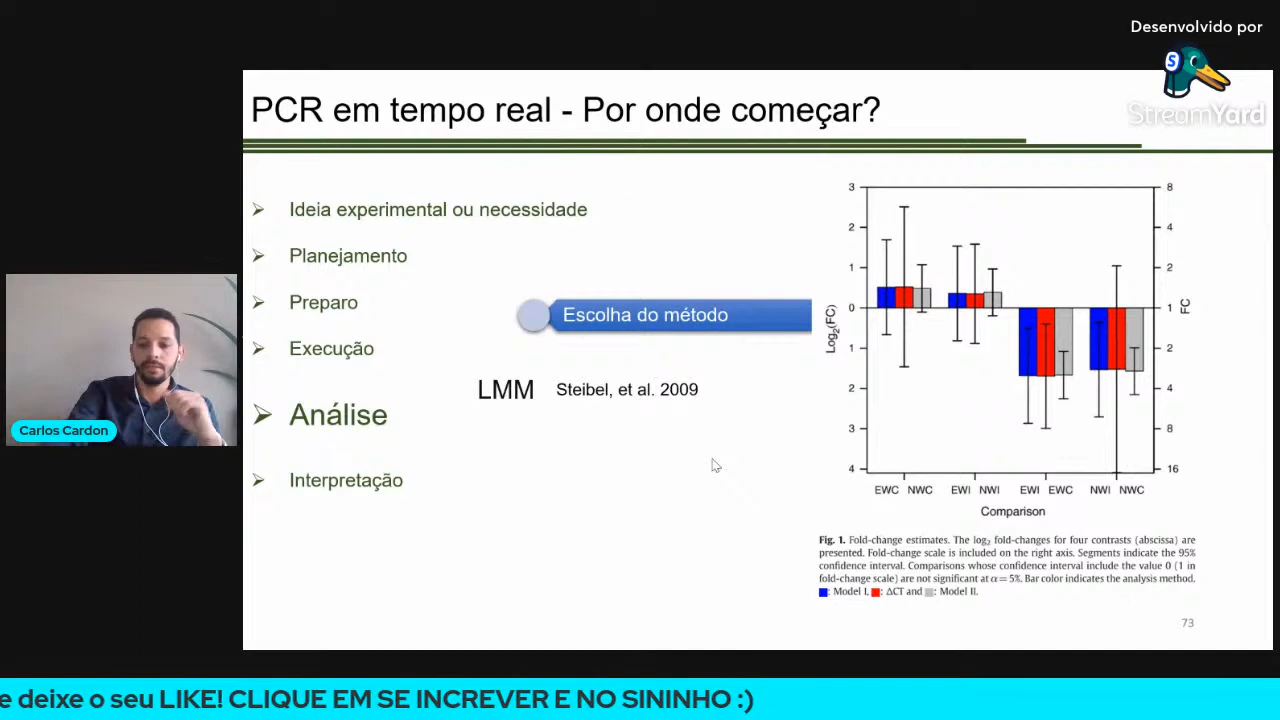 Desenvolvido por
S
StreamYard
PCR em tempo real - Por onde começar?
Ideia experimental ou necessidade
Planejamento
Preparo
Execução
Análise
Interpretação
Escolha do método
LMM Steibel, et al. 2009
3
2
1
0
1
2
3
4
Log2(FC)
8
4
2
1
2
4
8
16
FC
EWC NWC EWI NWI EWI EWC NWI NWC
Comparison
Fig. 1. Fold-change estimates. The log2 fold-changes for four contrasts (abscissa) are
presented. Fold-change scale is included on the right axis. Segments indicate the 95%
confidence interval. Comparisons whose confidence interval include the value 0 (1 in
fold-change scale) are not significant at α=5%. Bar color indicates the analysis method.
: Model I, : ΔCT and : Model II.
73
Carlos Cardon
e deixe o seu LIKE! CLIQUE EM SE INCREVER E NO SININHO :)